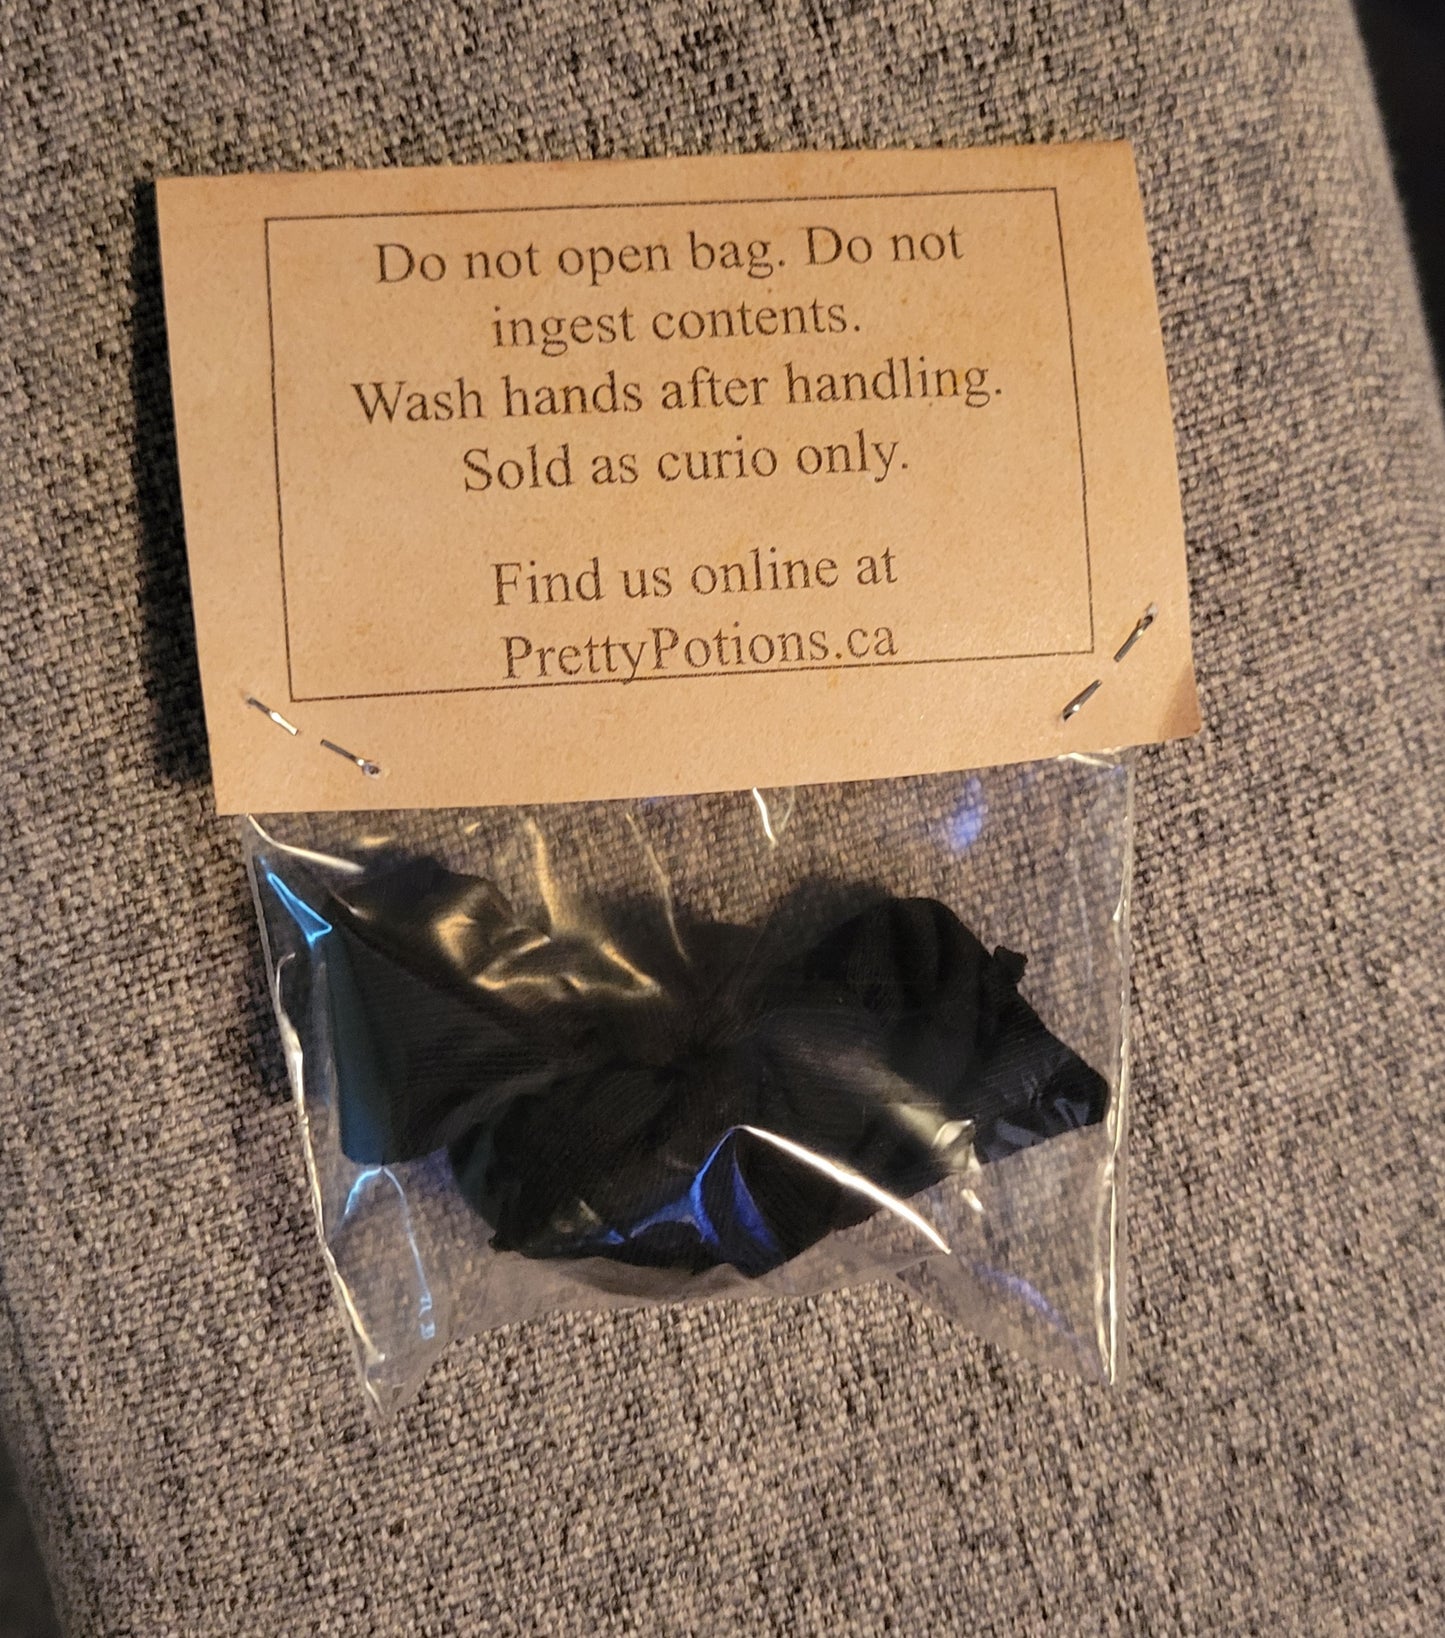 Do not open bag. Do not
ingest contents.
Wash hands after handling.
Sold as curio only.
Find us online at
PrettyPotions.ca